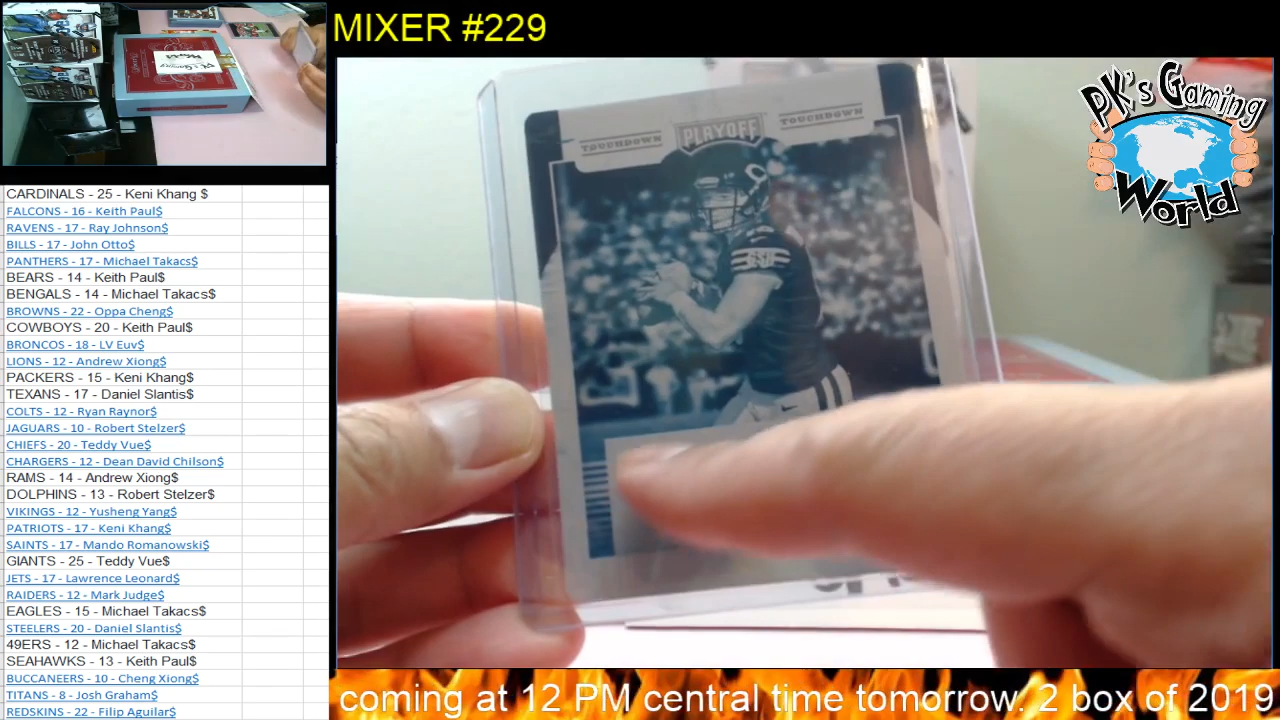 MIXER #229
PK's Gaming World
TOUCHDOWN PLAYOFF TOUCHDOWN
CARDINALS - 25 - Keni Khang $
FALCONS - 16 - Keith Paul$
RAVENS - 17 - Ray Johnson$
BILLS - 17 - John Otto$
PANTHERS - 17 - Michael Takacs$
BEARS - 14 - Keith Paul$
BENGALS - 14 - Michael Takacs$
BROWNS - 22 - Oppa Cheng$
COWBOYS - 20 - Keith Paul$
BRONCOS - 18 - LV Euv$
LIONS - 12 - Andrew Xiong$
PACKERS - 15 - Keni Khang$
TEXANS - 17 - Daniel Slantis$
COLTS - 12 - Ryan Raynor$
JAGUARS - 10 - Robert Stelzer$
CHIEFS - 20 - Teddy Vue$
CHARGERS - 12 - Dean David Chilson$
RAMS - 14 - Andrew Xiong$
DOLPHINS - 13 - Robert Stelzer$
VIKINGS - 12 - Yusheng Yang$
PATRIOTS - 17 - Keni Khang$
SAINTS - 17 - Mando Romanowski$
GIANTS - 25 - Teddy Vue$
JETS - 17 - Lawrence Leonard$
RAIDERS - 12 - Mark Judge$
EAGLES - 15 - Michael Takacs$
STEELERS - 20 - Daniel Slantis$
49ERS - 12 - Michael Takacs$
SEAHAWKS - 13 - Keith Paul$
BUCCANEERS - 10 - Cheng Xiong$
TITANS - 8 - Josh Graham$
REDSKINS - 22 - Filip Aguilar$
coming at 12 PM central time tomorrow. 2 box of 2019